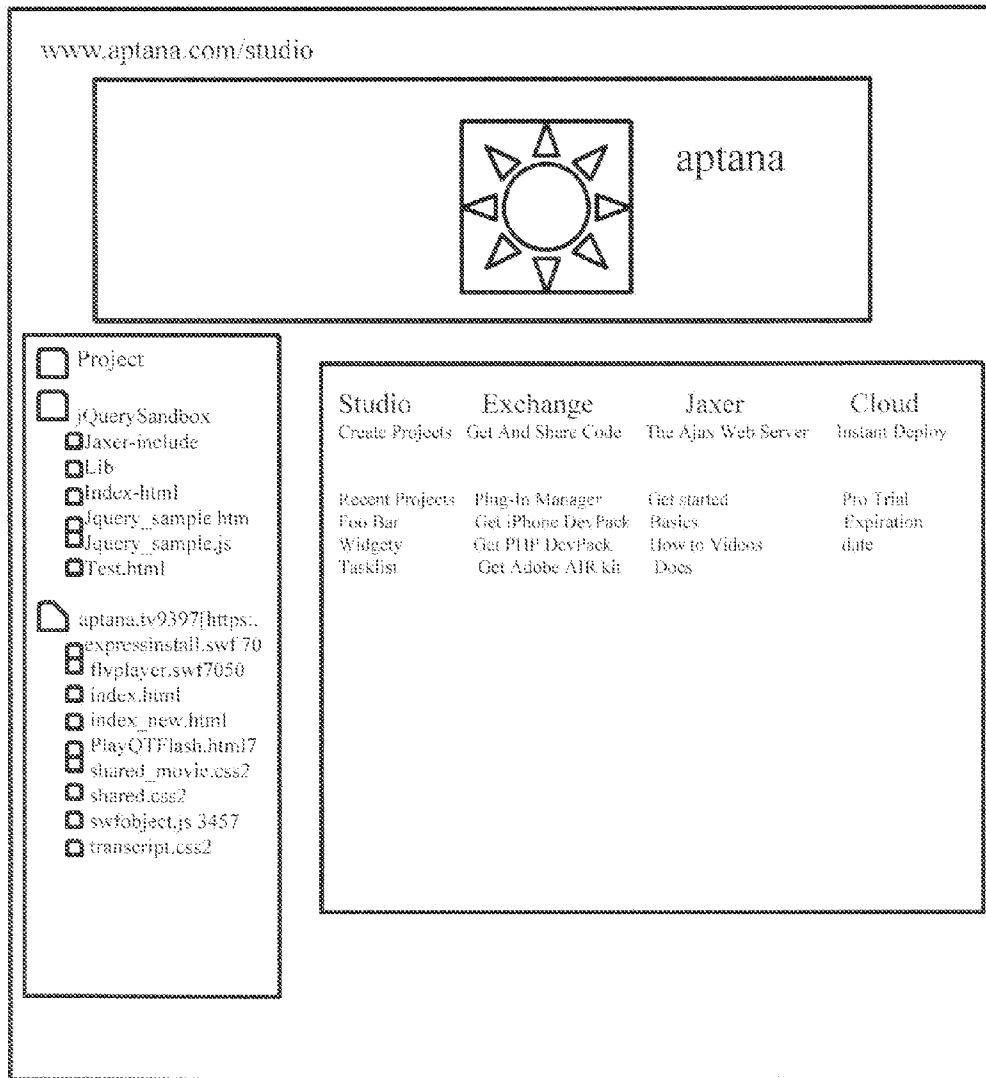 www.aptana.com/studio
aptana
Project
jQuerySandbox
Jaxer-include
Lib
Index-html
Jquery_sample htm
Jquery_sample.js
Test.html
aptana.tv9397[https:.
expressinstall.swf 70
flvplayer.swf7050
index.html
index_new.html
PlayQTFlash.html7
shared_movie.css2
shared.css2
swfobject.js 3457
transcript.css2
Studio Exchange Jaxer Cloud
Create Projects Get And Share Code The Ajax Web Server Instant Deploy
Recent Projects Plug-In Manager Get started Pro Trial
Foo Bar Get iPhone DevPack Basics Expiration
Widgety Get PHP DevPack How to Videos date
Tasklist Get Adobe AIR kit Docs